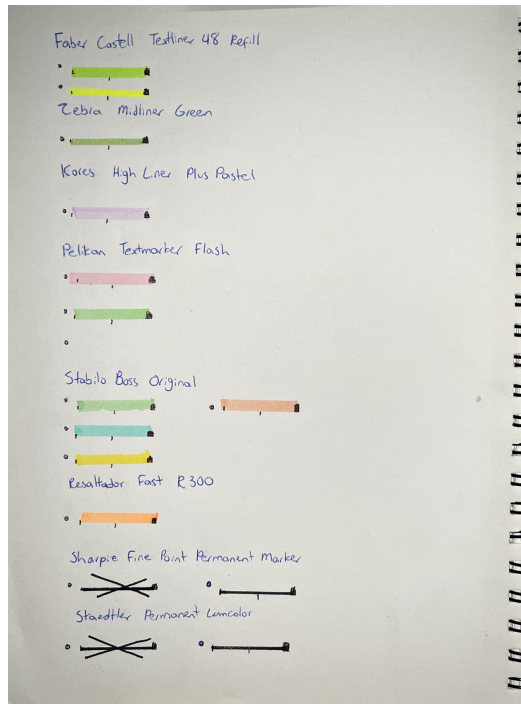 Faber Castell Textliner 48 Refill
Zebra Midliner Green
Kores High Liner Plus Pastel
Pelikan Textmarker Flash
Stabilo Boss Original
Resaltador Fast R300
Sharpie Fine Point Permanent Marker
Staedtler Permanent Lumcolor